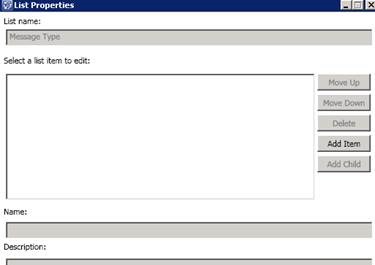 List Properties
List name:
Message Type
Select a list item to edit:
Move Up
Move Down
Delete
Add Item
Add Child
Name:
Description: